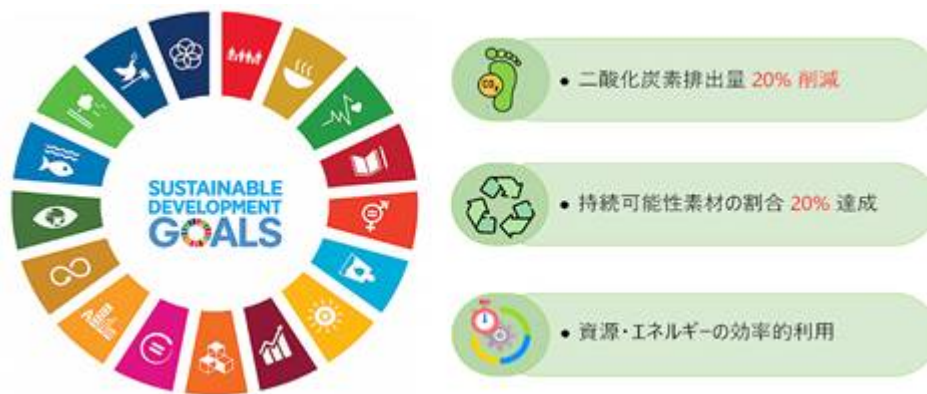 SUSTAINABLE
DEVELOPMENT
GOALS
CO₂
• 二酸化炭素排出量 20% 削減
• 持続可能性素材の割合 20% 達成
• 資源・エネルギーの効率的利用